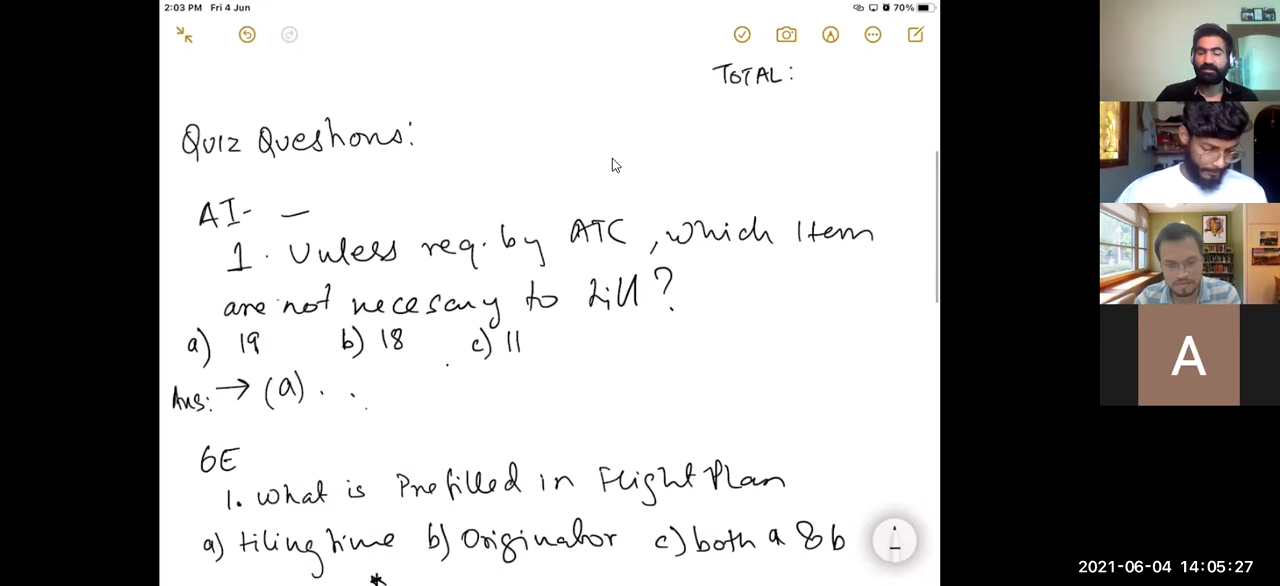 2:03 PM Fri 4 Jun
70%
TOTAL:
Quiz Questions:
AI- —
1. Unless req. by ATC, which Item
are not necesary to fill?
a) 19 b) 18 c) 11
Ans: → (a) . .
6E
1. What is Prefilled in Flight Plan
a) filing time b) Originator c) both a & b
*
A
2021-06-04 14:05:27